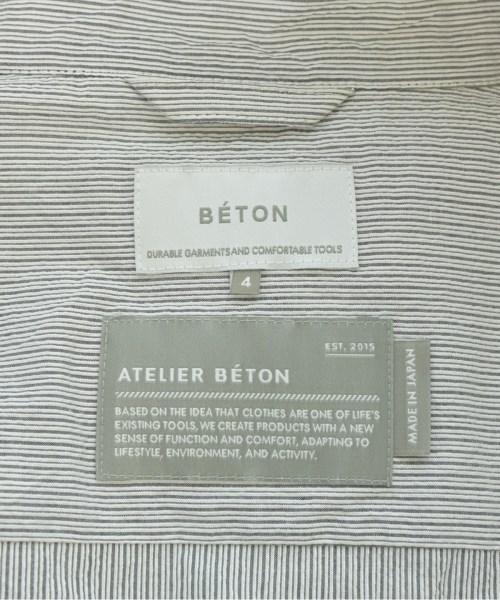 BÉTON
DURABLE GARMENTS AND COMFORTABLE TOOLS
4
EST. 2015
ATELIER BÉTON
BASED ON THE IDEA THAT CLOTHES ARE ONE OF LIFE'S
EXISTING TOOLS, WE CREATE PRODUCTS WITH A NEW
SENSE OF FUNCTION AND COMFORT, ADAPTING TO
LIFESTYLE, ENVIRONMENT, AND ACTIVITY.
MADE IN JAPAN